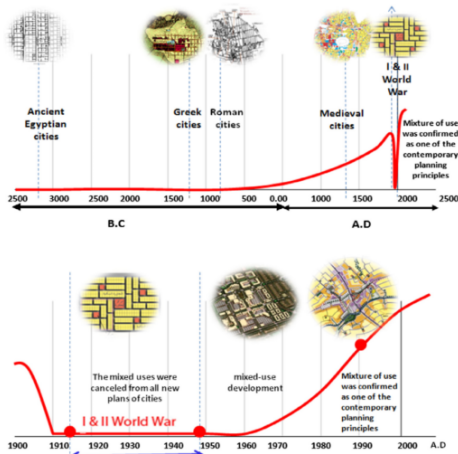 I & II
World
War
Ancient
Egyptian
cities
Greek
cities
Roman
cities
Medieval
cities
Mixture of use
was confirmed
as one of the
contemporary
planning
principles
2500 3000 2500 2000 1500 1000 500 0.00 1000 1500 2000 2500
B.C A.D
The mixed uses were
canceled from all new
plans of cities
mixed-use
development
Mixture of use
was confirmed
as one of the
contemporary
planning
principles
I & II World War
1900 1910 1920 1930 1940 1950 1960 1970 1980 1990 2000 A.D